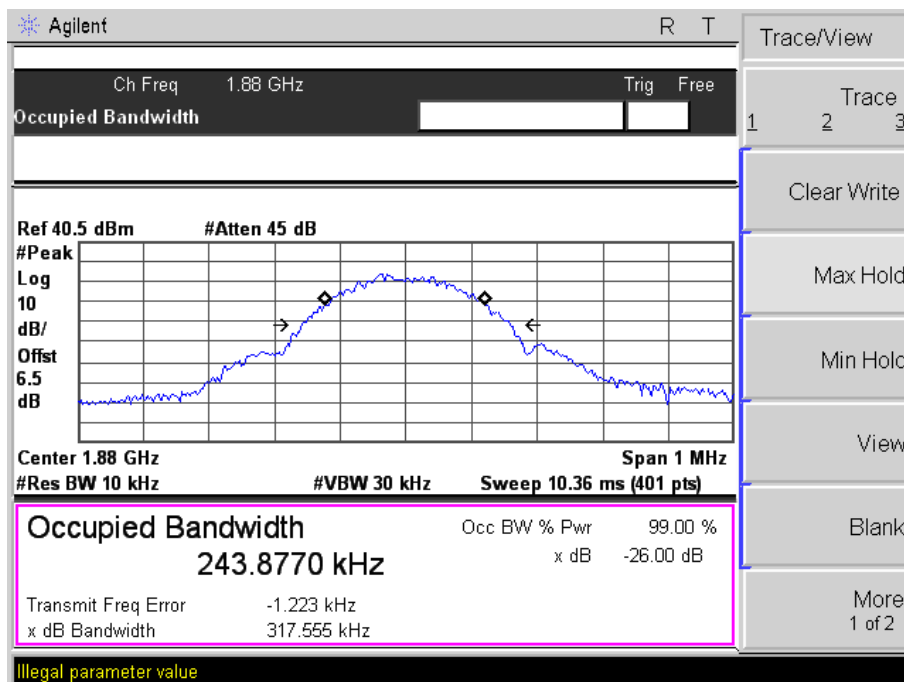 Agilent R T
Ch Freq 1.88 GHz Trig Free
Occupied Bandwidth
Ref 40.5 dBm #Atten 45 dB
#Peak
Log
10
dB/
Offst
6.5
dB
Center 1.88 GHz Span 1 MHz
#Res BW 10 kHz #VBW 30 kHz Sweep 10.36 ms (401 pts)
Occupied Bandwidth
243.8770 kHz
Occ BW % Pwr 99.00 %
x dB -26.00 dB
Transmit Freq Error -1.223 kHz
x dB Bandwidth 317.555 kHz
Illegal parameter value
Trace/View
Trace
1 2 3
Clear Write
Max Hold
Min Hold
View
Blank
More
1 of 2